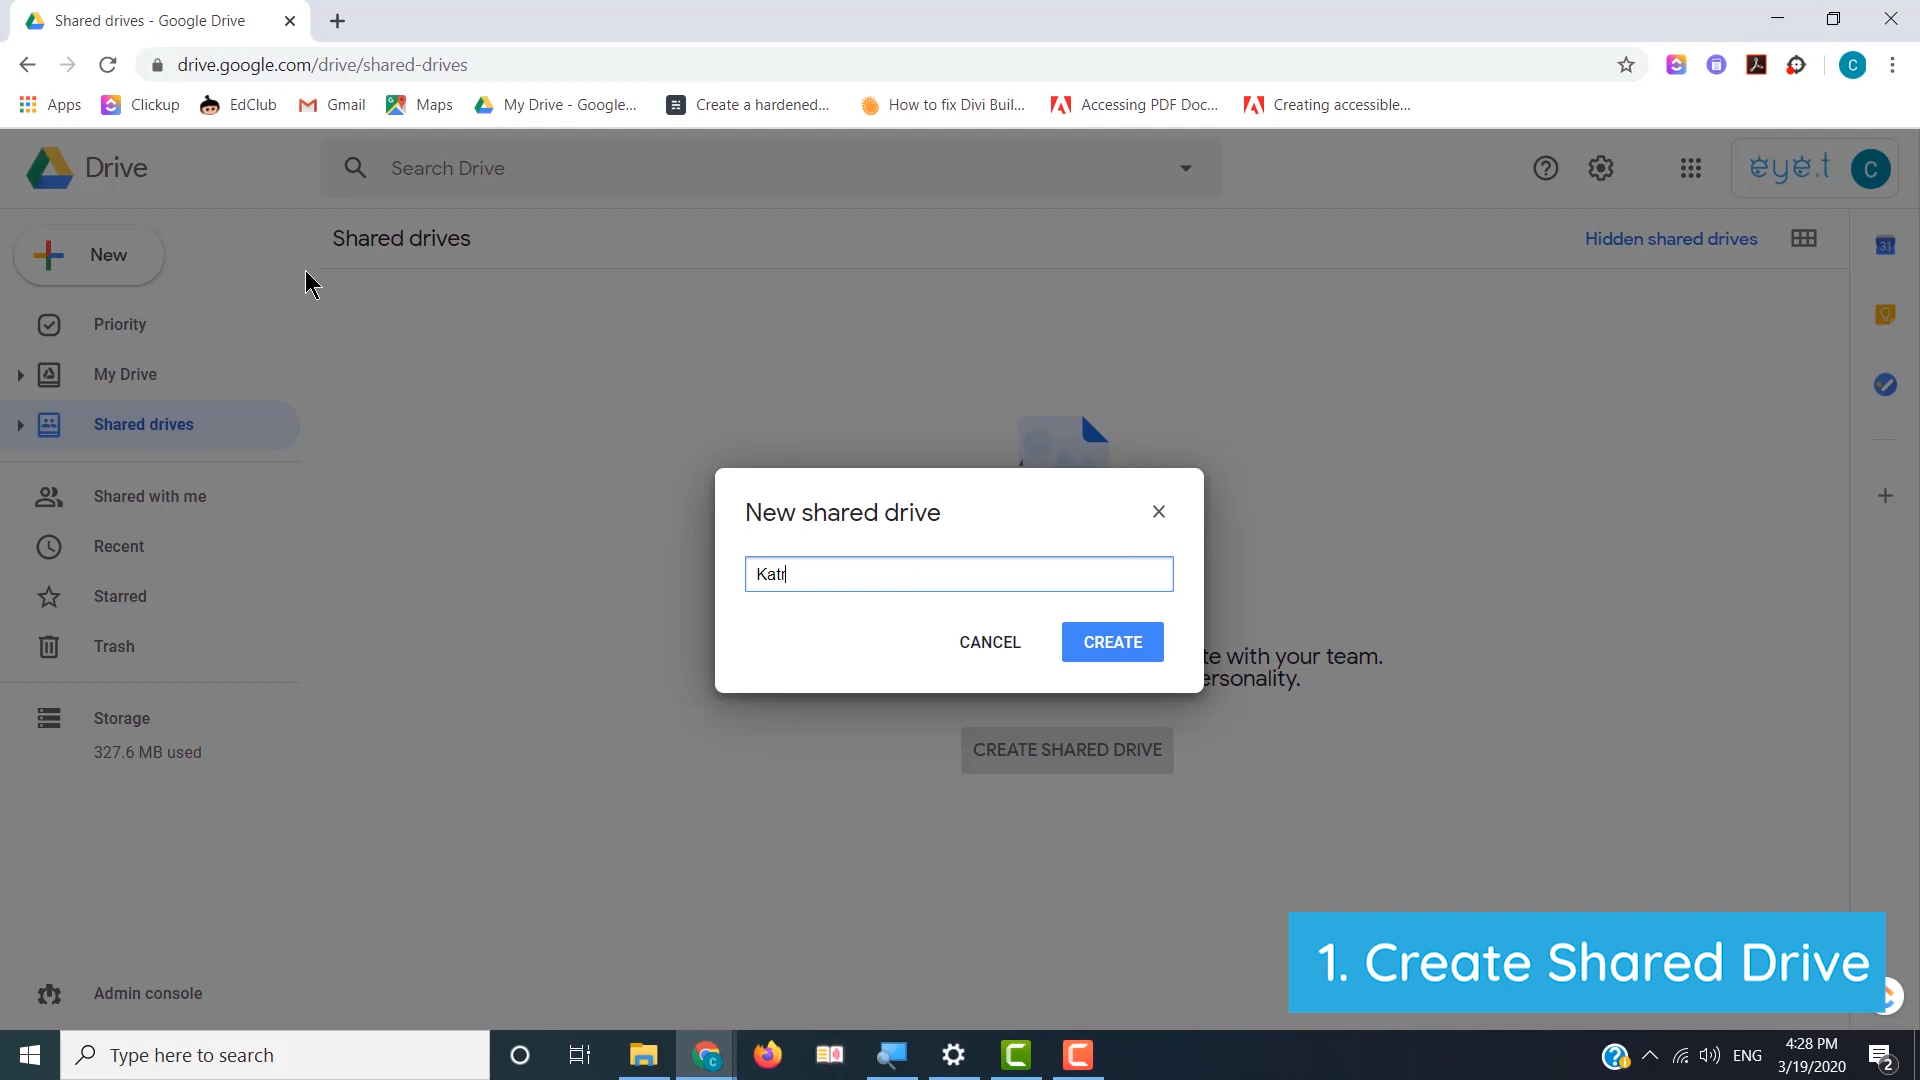 Shared drives - Google Drive
drive.google.com/drive/shared-drives
C
Apps
Clickup
EdClub
Gmail
Maps
My Drive - Google...
Create a hardened...
How to fix Divi Buil...
Accessing PDF Doc...
Creating accessible...
Drive
Search Drive
eye.t
C
New
Shared drives
Hidden shared drives
31
Priority
My Drive
Shared drives
Shared with me
Recent
Starred
Trash
Storage
327.6 MB used
Admin console
New shared drive
Katr
CANCEL
CREATE
te with your team.
ersonality.
CREATE SHARED DRIVE
1. Create Shared Drive
Type here to search
ENG
4:28 PM
3/19/2020
2